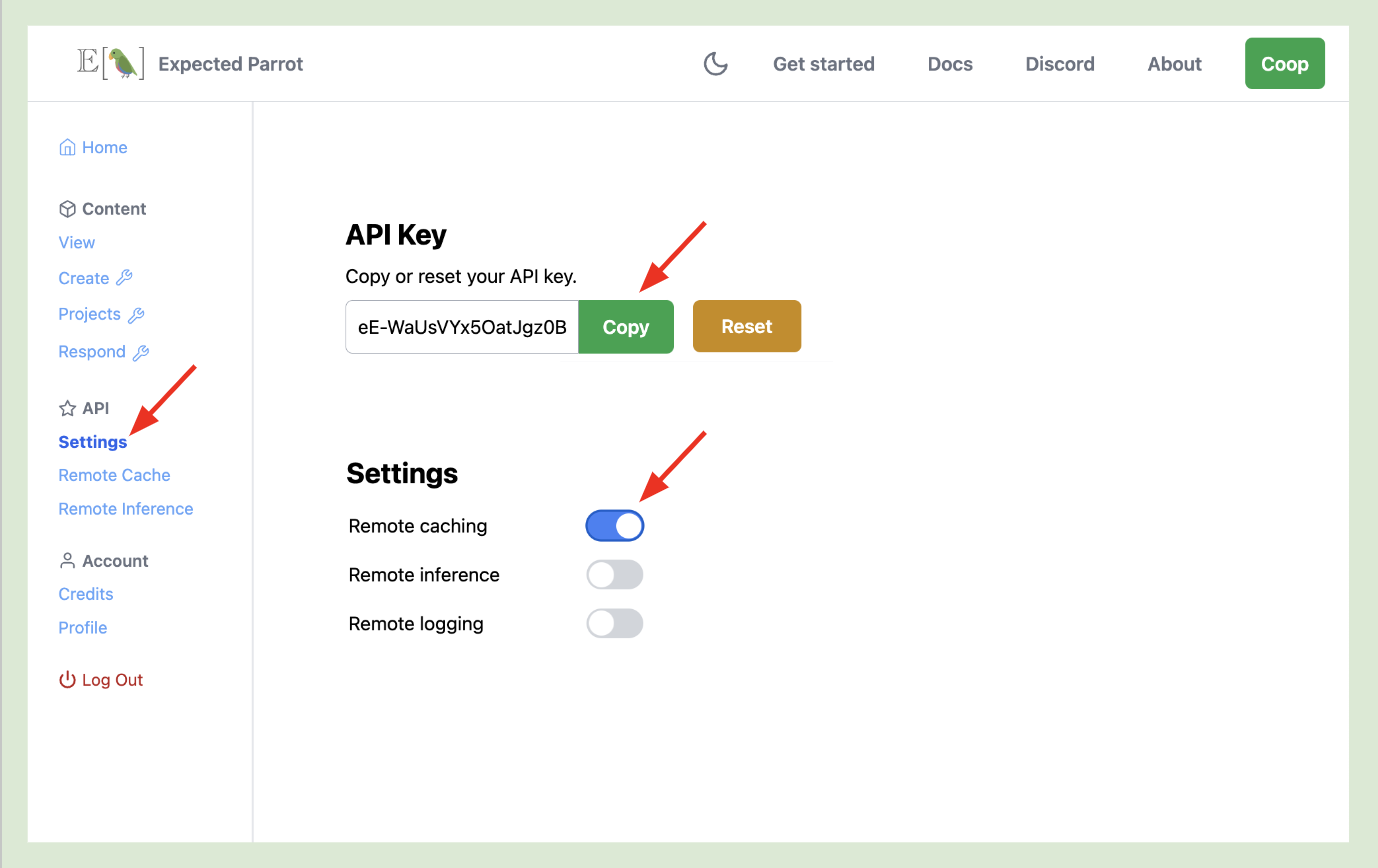 E[ ] Expected Parrot
Get started Docs Discord About Coop
Home
Content
View
Create
Projects
Respond
API
Settings
Remote Cache
Remote Inference
Account
Credits
Profile
Log Out
API Key
Copy or reset your API key.
eE-WaUsVYx5OatJgz0B Copy Reset
Settings
Remote caching
Remote inference
Remote logging